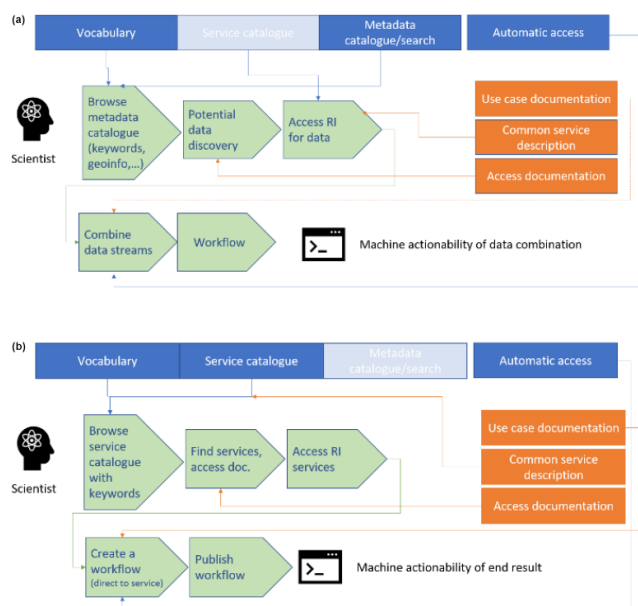 (a)
Vocabulary
Service catalogue
Metadata
catalogue/search
Automatic access
Scientist
Browse
metadata
catalogue
(keywords,
geoinfo,...)
Potential
data
discovery
Access RI
for data
Use case documentation
Common service
description
Access documentation
Combine
data streams
Workflow
Machine actionability of data combination
(b)
Vocabulary
Service catalogue
Metadata
catalogue/search
Automatic access
Scientist
Browse
service
catalogue
with
keywords
Find services,
access doc.
Access RI
services
Use case documentation
Common service
description
Access documentation
Create a
workflow
(direct to service)
Publish
workflow
Machine actionability of end result